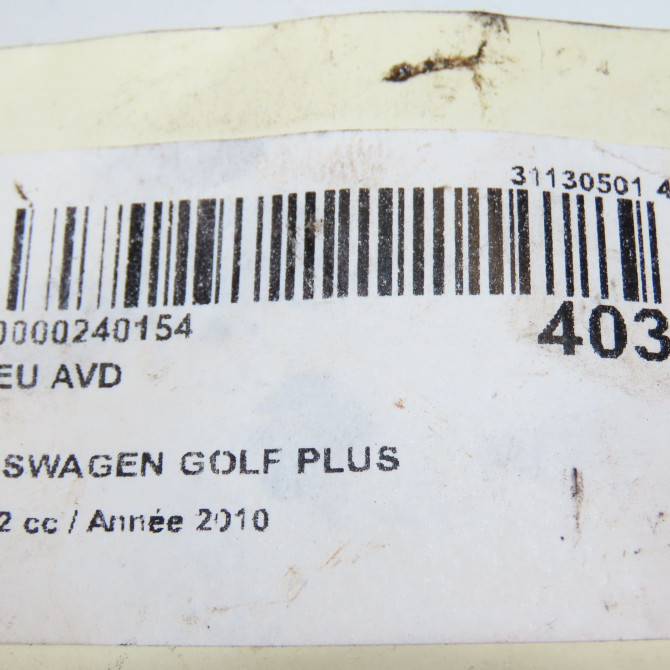 31130501 4
0000240154
403
EU AVD
SWAGEN GOLF PLUS
2 cc / Année 2010